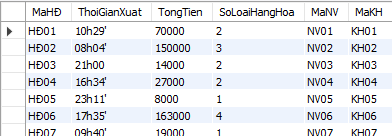 MaHĐ ThoiGianXuat TongTien SoLoaiHangHoa MaNV MaKH
HĐ01 10h29' 70000 2 NV01 KH01
HĐ02 08h04' 150000 3 NV02 KH02
HĐ03 21h00 14000 2 NV03 KH03
HĐ04 16h34' 27000 2 NV04 KH04
HĐ05 23h11' 8000 1 NV05 KH05
HĐ06 17h35' 163000 4 NV06 KH06
HĐ07 09h40' 19000 1 NV07 KH07